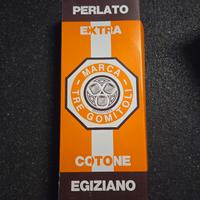 PERLATO
EXTRA
MARCA
TRE GOMITOLI
COTONE
EGIZIANO